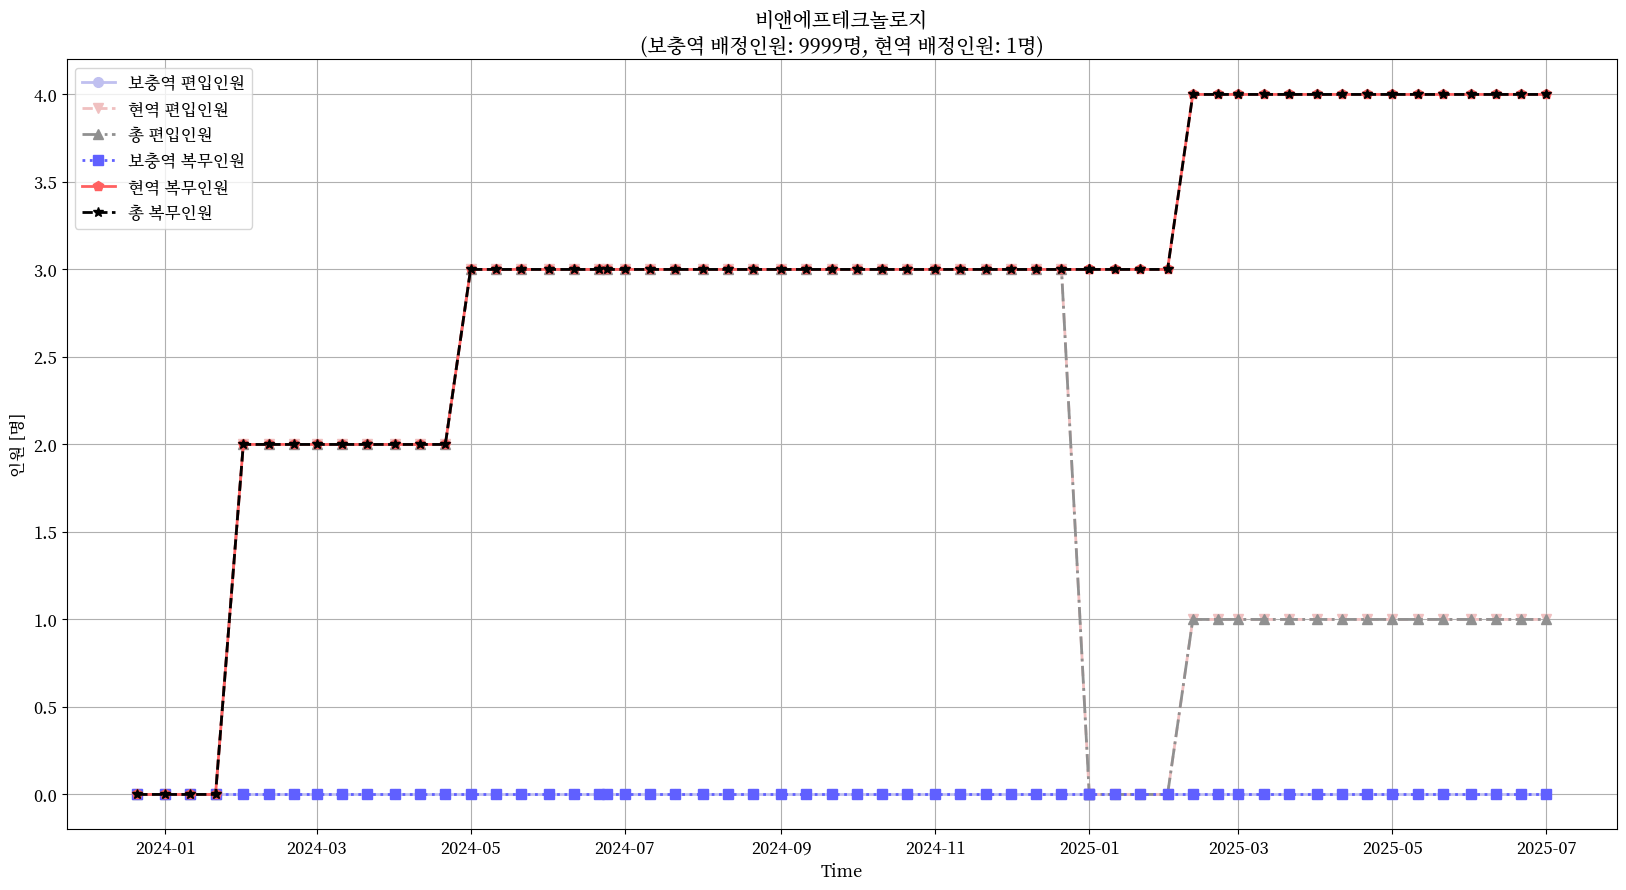 비앤에프테크놀로지
(보충역 배정인원: 9999명, 현역 배정인원: 1명)
보충역 편입인원
현역 편입인원
총 편입인원
보충역 복무인원
현역 복무인원
총 복무인원
4.0
3.5
3.0
2.5
2.0
1.5
1.0
0.5
0.0
인원 [명]
2024-01 2024-03 2024-05 2024-07 2024-09 2024-11 2025-01 2025-03 2025-05 2025-07
Time